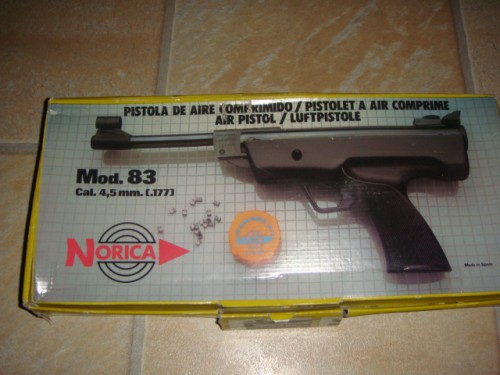 PISTOLA DE AIRE COMPRIMIDO / PISTOLET A AIR COMPRIME
AIR PISTOL / LUFTPISTOLE
Mod. 83
Cal. 4,5 mm. (.177)
NORICA
Made in Spain